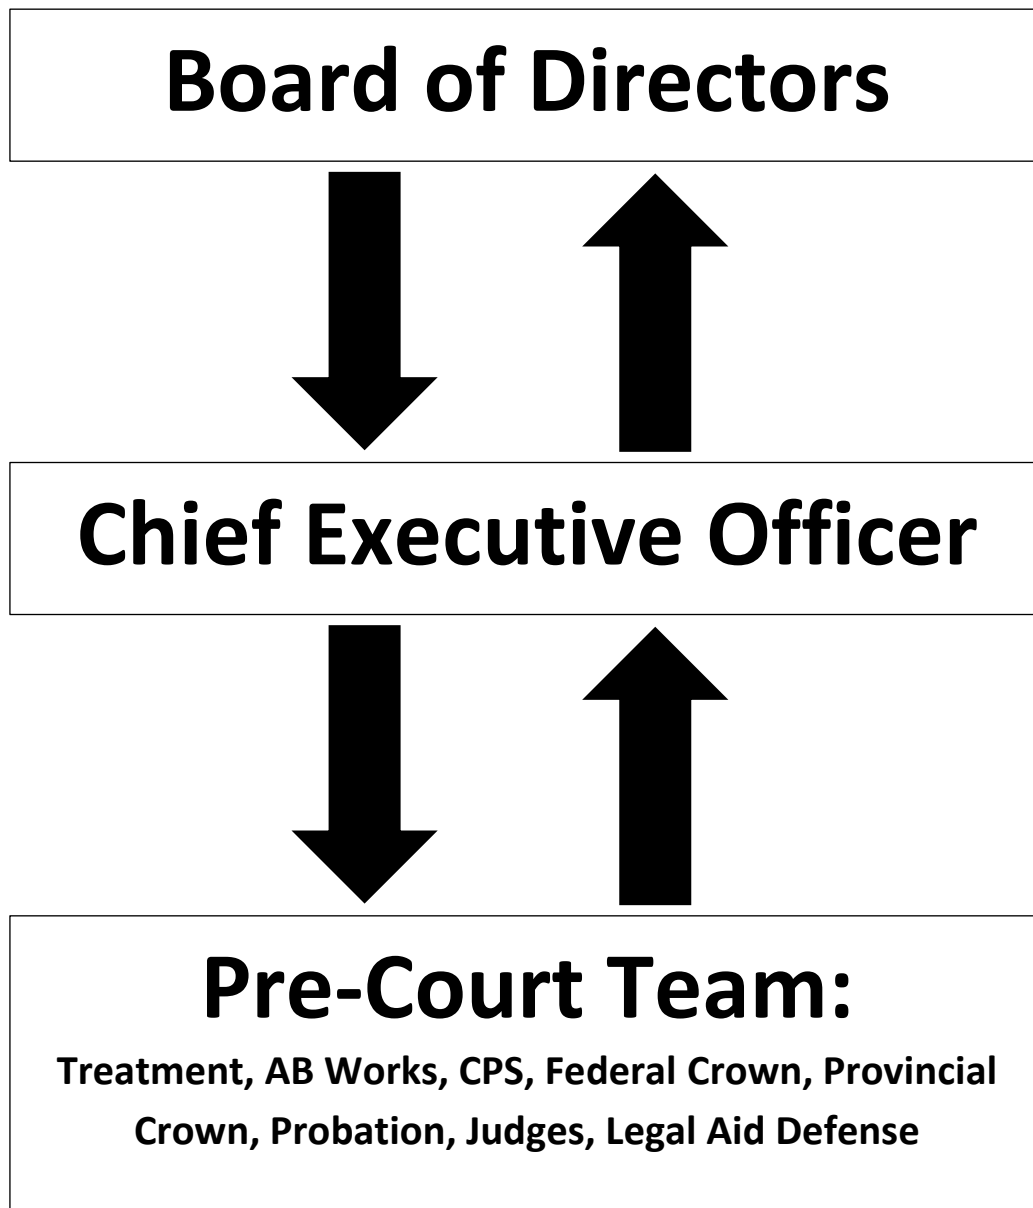 Board of Directors
Chief Executive Officer
Pre-Court Team:
Treatment, AB Works, CPS, Federal Crown, Provincial
Crown, Probation, Judges, Legal Aid Defense